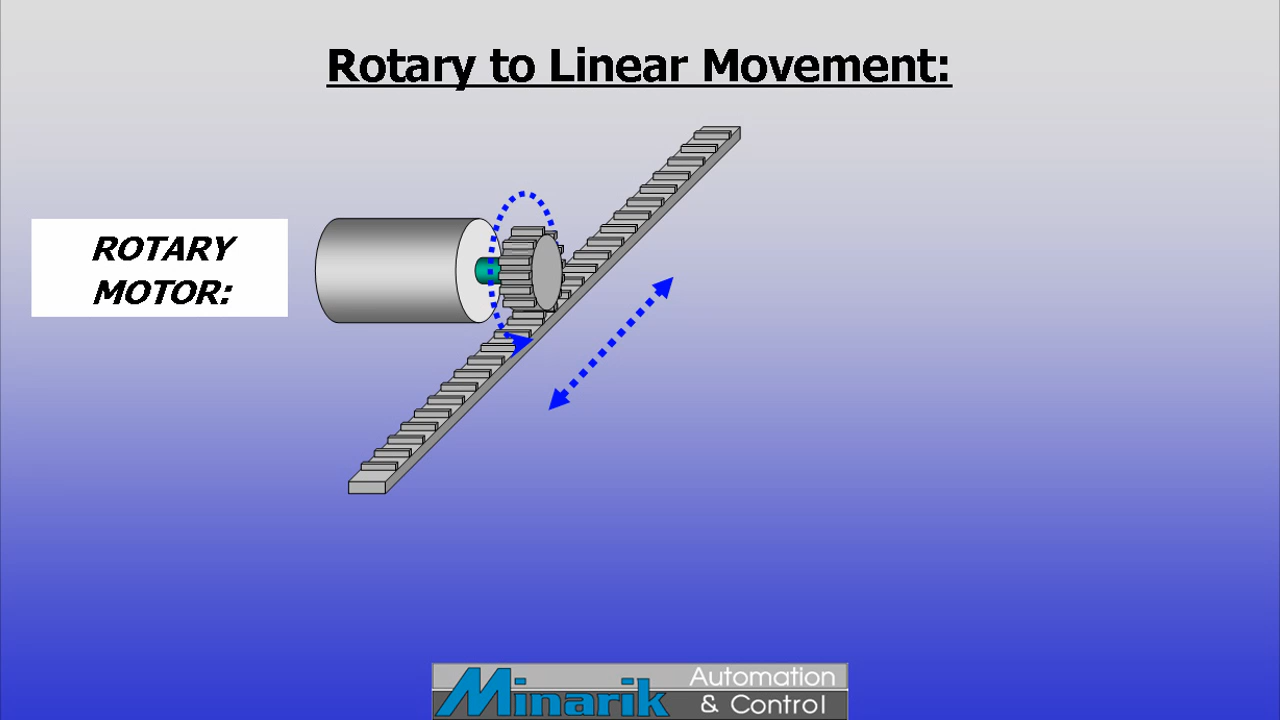 Rotary to Linear Movement:
ROTARY
MOTOR:
Minarik
Automation
& Control